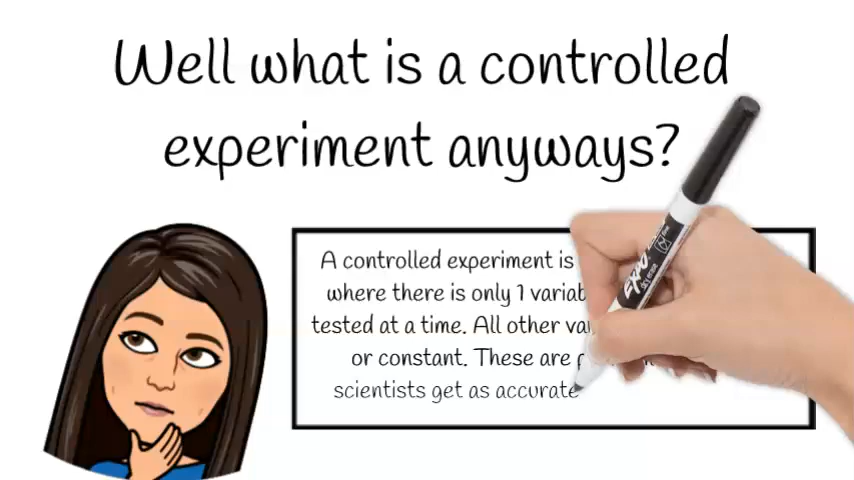 Well what is a controlled
experiment anyways?
A controlled experiment is
where there is only 1
tested at a time. All other
or constant. These are
scientists get as accurate
EXPO